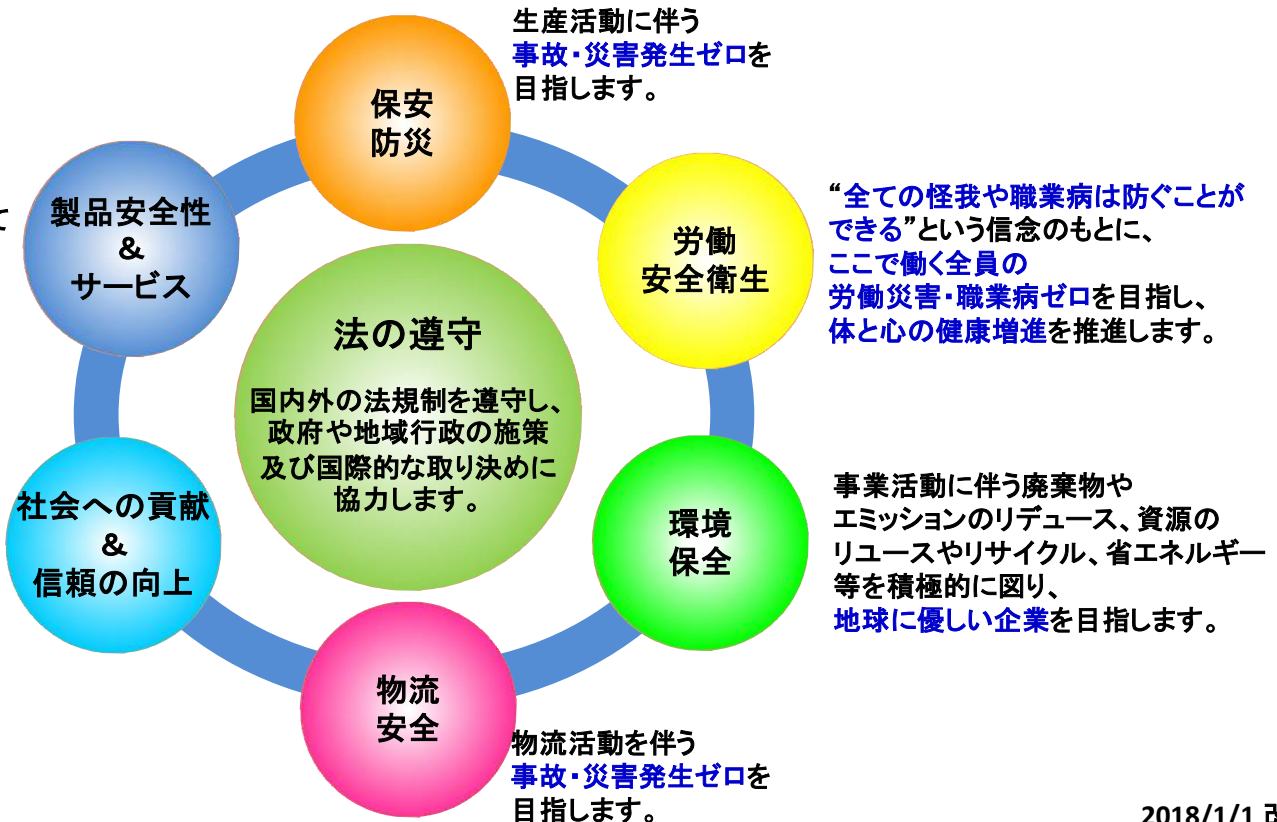 生産活動に伴う
事故・災害発生ゼロを
目指します。
保安
防災
製品安全性
&
サービス
て
労働
安全衛生
“全ての怪我や職業病は防ぐことが
できる”という信念のもとに、
ここで働く全員の
労働災害・職業病ゼロを目指し、
体と心の健康増進を推進します。
法の遵守
国内外の法規制を遵守し、
政府や地域行政の施策
及び国際的な取り決めに
協力します。
社会への貢献
&
信頼の向上
環境
保全
事業活動に伴う廃棄物や
エミッションのリデュース、資源の
リユースやリサイクル、省エネルギー
等を積極的に図り、
地球に優しい企業を目指します。
物流
安全
物流活動を伴う
事故・災害発生ゼロを
目指します。
2018/1/1